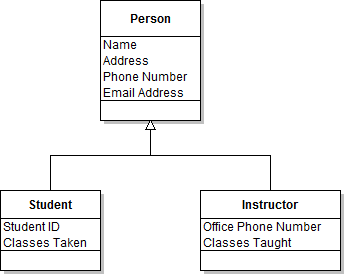 Person
Name
Address
Phone Number
Email Address
Student
Student ID
Classes Taken
Instructor
Office Phone Number
Classes Taught